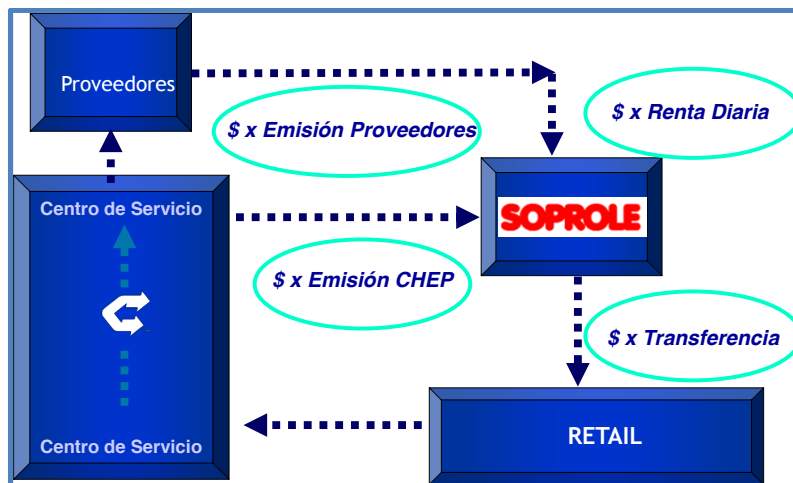 Proveedores
$ x Emisión Proveedores
$ x Renta Diaria
Centro de Servicio
SOPROLE
$ x Emisión CHEP
$ x Transferencia
RETAIL
Centro de Servicio